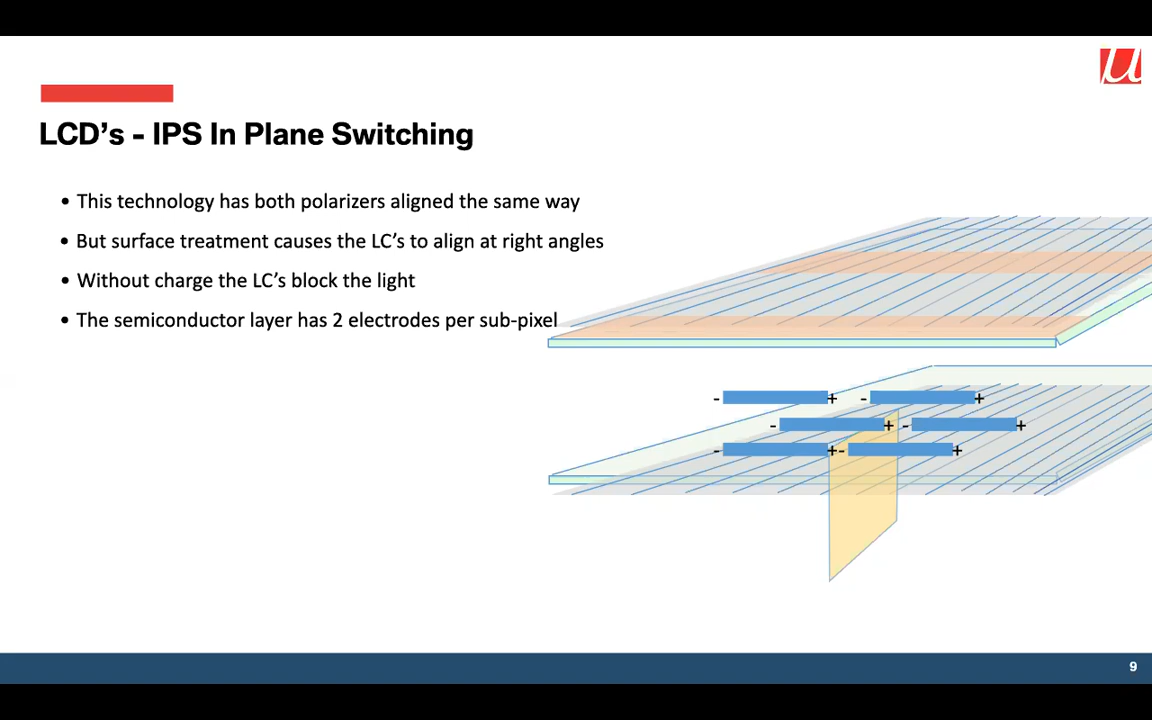 LCD’s - IPS In Plane Switching
• This technology has both polarizers aligned the same way
• But surface treatment causes the LC’s to align at right angles
• Without charge the LC’s block the light
• The semiconductor layer has 2 electrodes per sub-pixel
- + - +
- + - +
- + - +
9